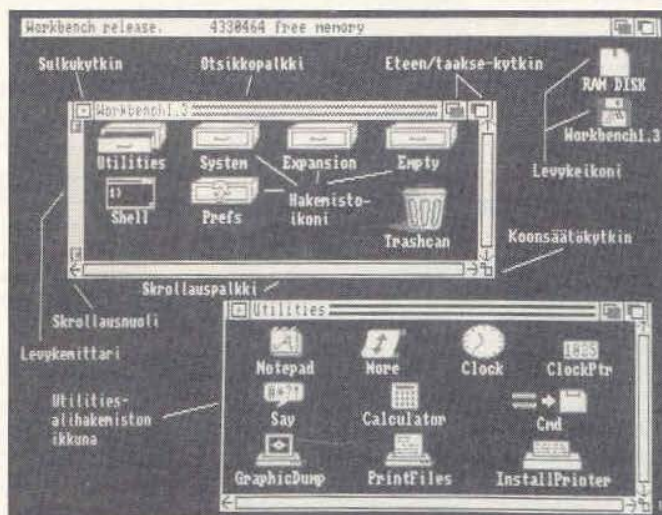 Workbench release. 4330464 free memory
Sulkukytkin Otsikkopalkki Eteen/taakse-kytkin
RAM DISK
Workbench1.3
Workbench1.3
Utilities System Expansion Empty
Levykeikoni
Hakemisto-
ikoni
1>
Shell Prefs
Trashcan
Koonsäätökytkin
Skrollauspalkki
Skrollausnuoli
Utilities
Levykemittari
Notepad More Clock ClockPtr
Utilities-
alihakemiston
ikkuna
Say Calculator Cmd
GraphicDump PrintFiles InstallPrinter